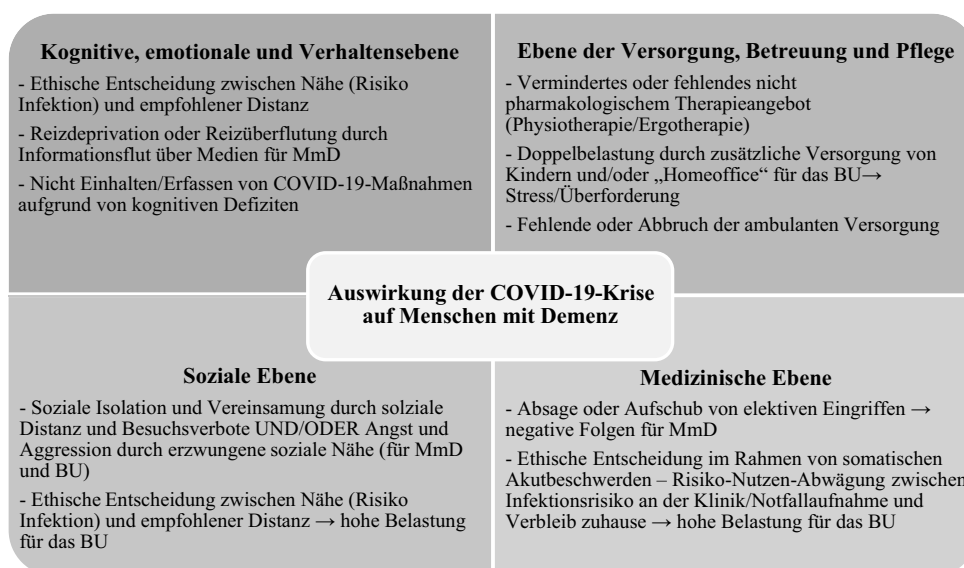 Kognitive, emotionale und Verhaltensebene
- Ethische Entscheidung zwischen Nähe (Risiko
Infektion) und empfohlener Distanz
- Reizdeprivation oder Reizüberflutung durch
Informationsflut über Medien für MmD
- Nicht Einhalten/Erfassen von COVID-19-Maßnahmen
aufgrund von kognitiven Defiziten
Ebene der Versorgung, Betreuung und Pflege
- Vermindertes oder fehlendes nicht
pharmakologischem Therapieangebot
(Physiotherapie/Ergotherapie)
- Doppelbelastung durch zusätzliche Versorgung von
Kindern und/oder „Homeoffice“ für das BU→
Stress/Überforderung
- Fehlende oder Abbruch der ambulanten Versorgung
Auswirkung der COVID-19-Krise
auf Menschen mit Demenz
Soziale Ebene
- Soziale Isolation und Vereinsamung durch solziale
Distanz und Besuchsverbote UND/ODER Angst und
Aggression durch erzwungene soziale Nähe (für MmD
und BU)
- Ethische Entscheidung zwischen Nähe (Risiko
Infektion) und empfohlener Distanz → hohe Belastung
für das BU
Medizinische Ebene
- Absage oder Aufschub von elektiven Eingriffen →
negative Folgen für MmD
- Ethische Entscheidung im Rahmen von somatischen
Akutbeschwerden – Risiko-Nutzen-Abwägung zwischen
Infektionsrisiko an der Klinik/Notfallaufnahme und
Verbleib zuhause → hohe Belastung für das BU